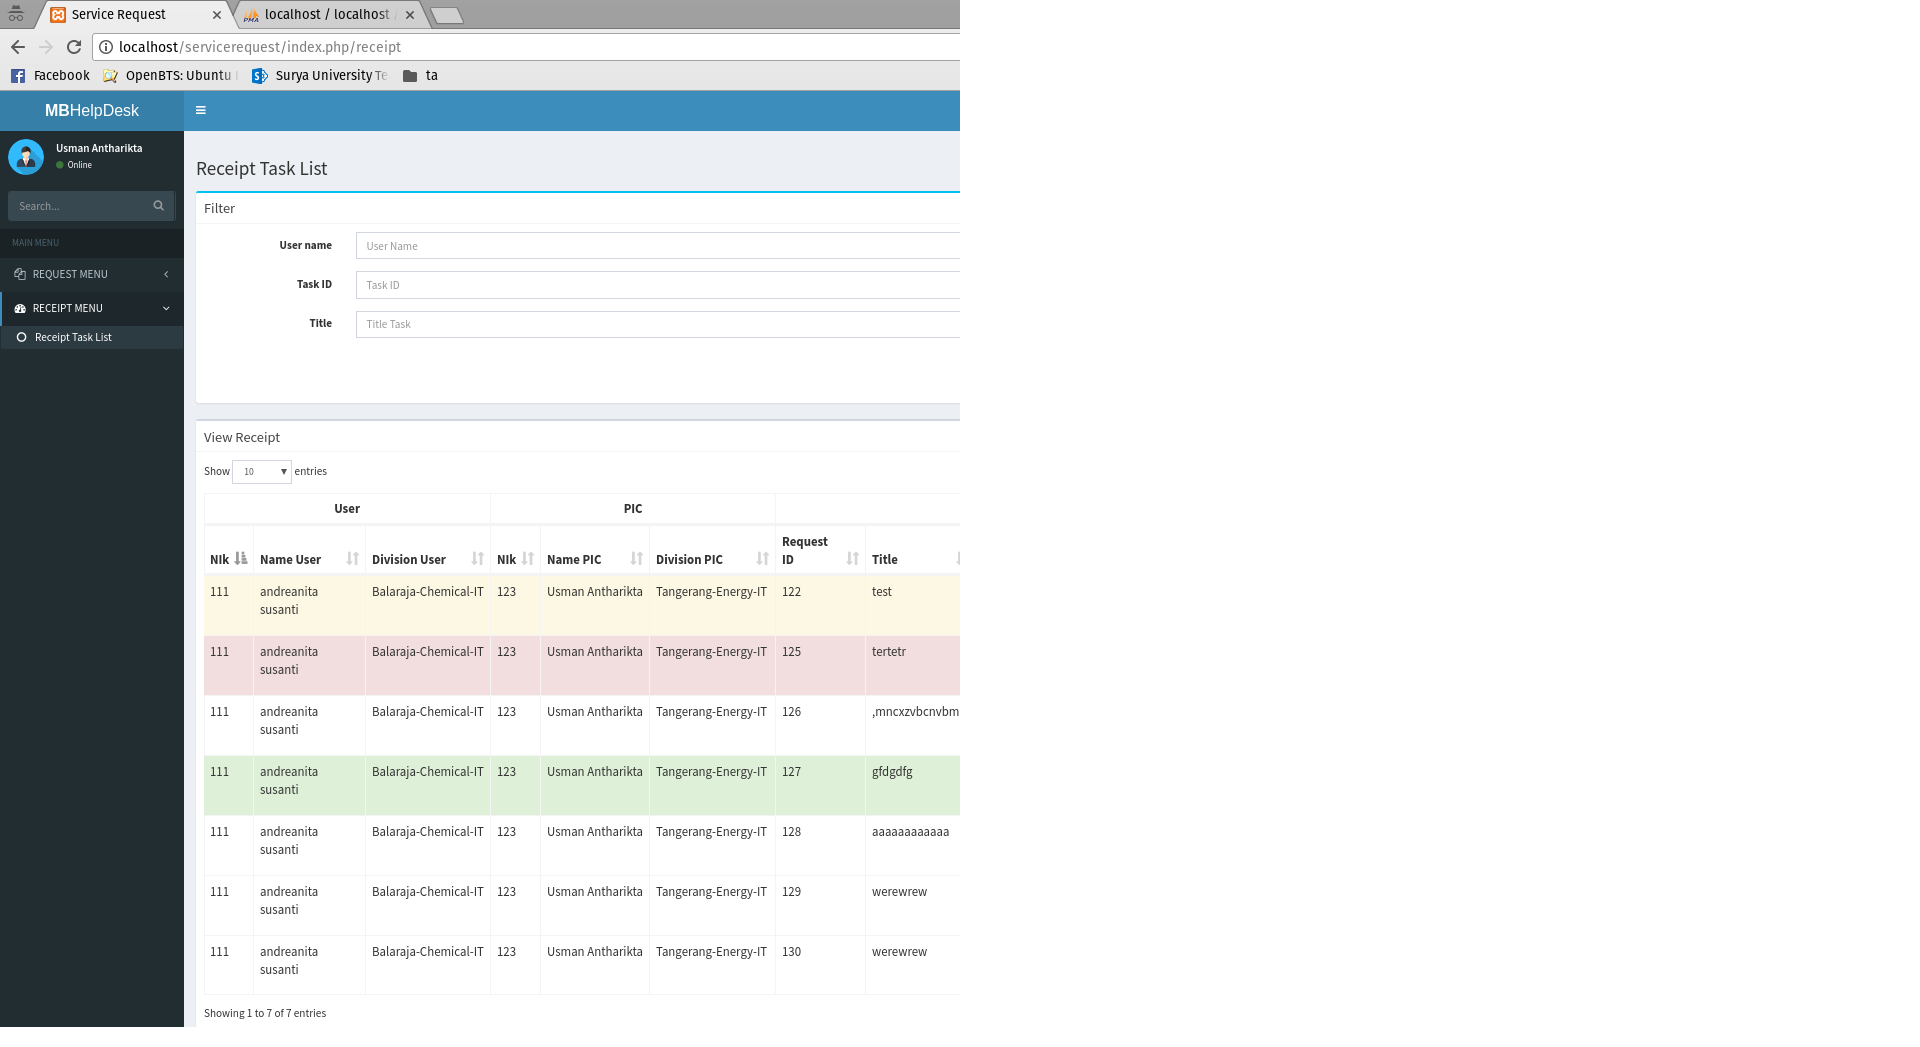 Service Request
localhost / localhost /
localhost/servicerequest/index.php/receipt
Facebook OpenBTS: Ubuntu Surya University Te ta
MBHelpDesk
Usman Antharikta
Online
Search...
MAIN MENU
REQUEST MENU
RECEIPT MENU
Receipt Task List
Receipt Task List
Filter
User name User Name
Task ID Task ID
Title Title Task
View Receipt
Show 10 entries
User PIC
NIk Name User Division User NIk Name PIC Division PIC Request ID Title
111 andreanita susanti Balaraja-Chemical-IT 123 Usman Antharikta Tangerang-Energy-IT 122 test
111 andreanita susanti Balaraja-Chemical-IT 123 Usman Antharikta Tangerang-Energy-IT 125 tertetr
111 andreanita susanti Balaraja-Chemical-IT 123 Usman Antharikta Tangerang-Energy-IT 126 ,mncxzvbcnvbm
111 andreanita susanti Balaraja-Chemical-IT 123 Usman Antharikta Tangerang-Energy-IT 127 gfdgdfg
111 andreanita susanti Balaraja-Chemical-IT 123 Usman Antharikta Tangerang-Energy-IT 128 aaaaaaaaaaaa
111 andreanita susanti Balaraja-Chemical-IT 123 Usman Antharikta Tangerang-Energy-IT 129 werewrew
111 andreanita susanti Balaraja-Chemical-IT 123 Usman Antharikta Tangerang-Energy-IT 130 werewrew
Showing 1 to 7 of 7 entries